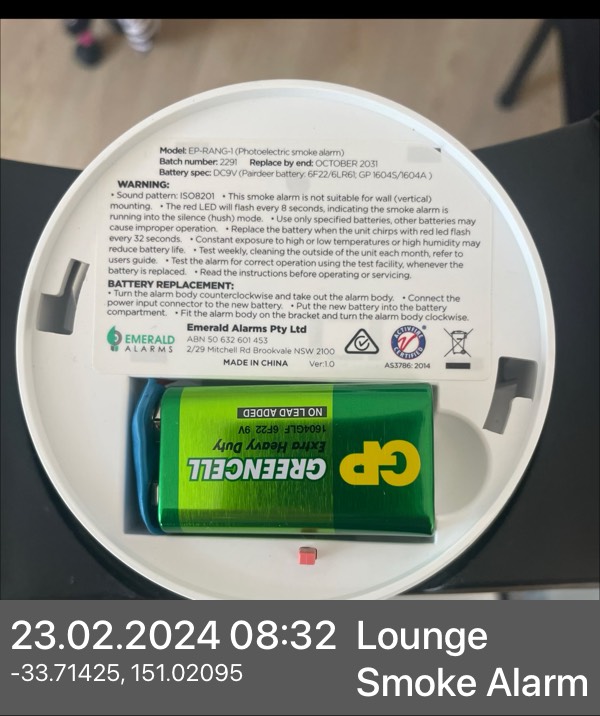 Model: EP-RANG-1 (Photoelectric smoke alarm)
Batch number: 2291 Replace by end: OCTOBER 2031
Battery spec: DC9V (Pairdeer battery: 6F22/6LR61; GP 1604S/1604A )
WARNING:
• Sound pattern: ISO8201 • This smoke alarm is not suitable for wall (vertical)
mounting. • The red LED will flash every 8 seconds, indicating the smoke alarm is
running into the silence (hush) mode. • Use only specified batteries, other batteries may
cause improper operation. • Replace the battery when the unit chirps with red led flash
every 32 seconds. • Constant exposure to high or low temperatures or high humidity may
reduce battery life. • Test weekly, cleaning the outside of the unit each month, refer to
users guide. • Test the alarm for correct operation using the test facility, whenever the
battery is replaced. • Read the instructions before operating or servicing.
BATTERY REPLACEMENT:
• Turn the alarm body counterclockwise and take out the alarm body. • Connect the
power input connector to the new battery. • Put the new battery into the battery
compartment. • Fit the alarm body on the bracket and turn the alarm body clockwise.
EMERALD
ALARMS
Emerald Alarms Pty Ltd
ABN 50 632 601 453
2/29 Mitchell Rd Brookvale NSW 2100
MADE IN CHINA Ver:1.0
ACTIVFIRE
AS3786: 2014
GP
GREENCELL
Extra Heavy Duty
1604GLF 6F22 9V
NO LEAD ADDED
23.02.2024 08:32
-33.71425, 151.02095
Lounge
Smoke Alarm